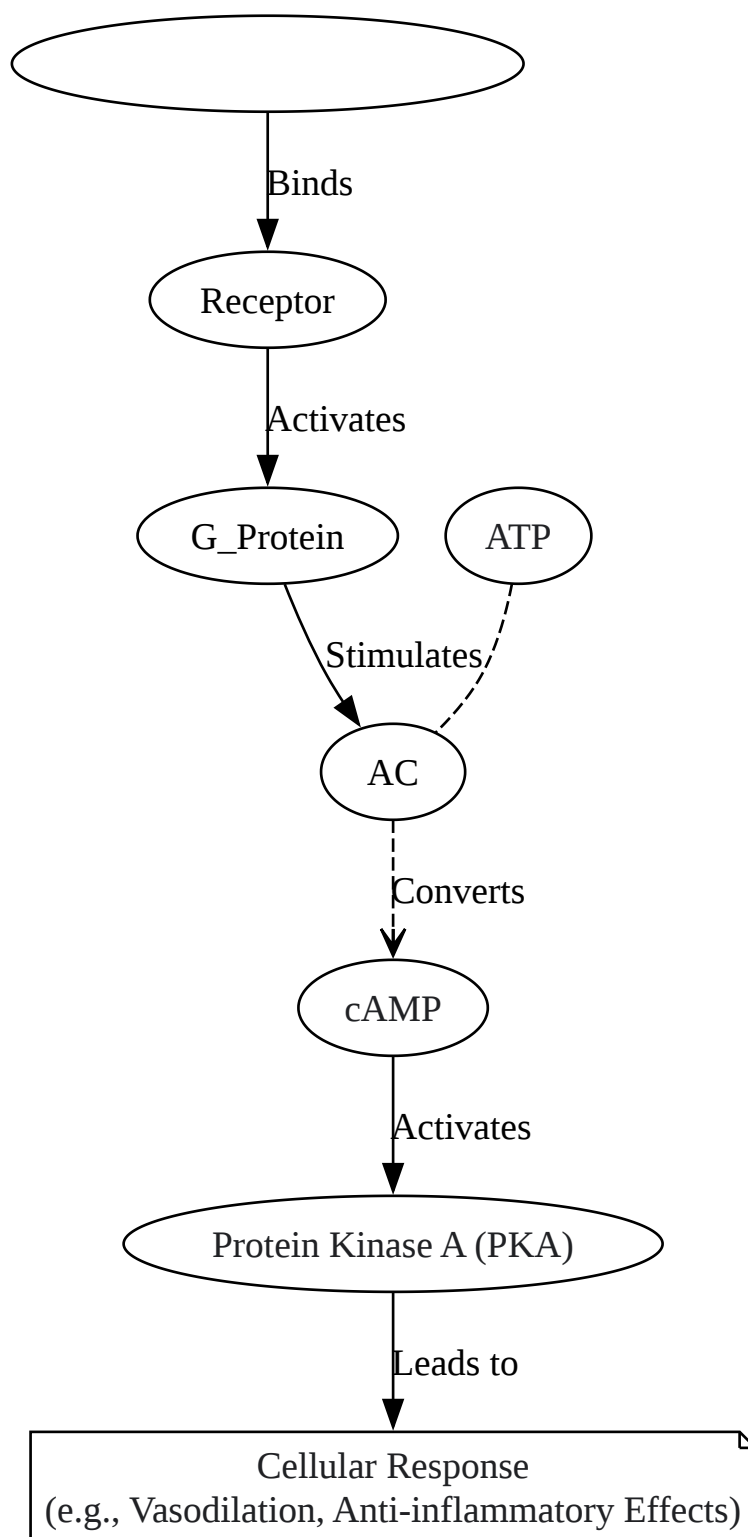 Binds
Receptor
Activates
G_Protein
ATP
Stimulates
AC
Converts
cAMP
Activates
Protein Kinase A (PKA)
Leads to
Cellular Response
(e.g., Vasodilation, Anti-inflammatory Effects)